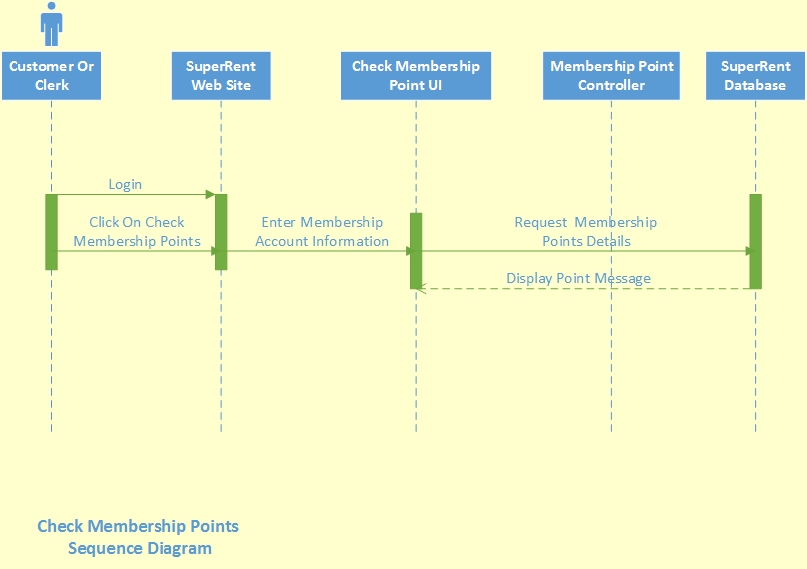 Customer Or
Clerk
SuperRent
Web Site
Check Membership
Point UI
Membership Point
Controller
SuperRent
Database
Login
Click On Check
Membership Points
Enter Membership
Account Information
Request Membership
Points Details
Display Point Message
Check Membership Points
Sequence Diagram